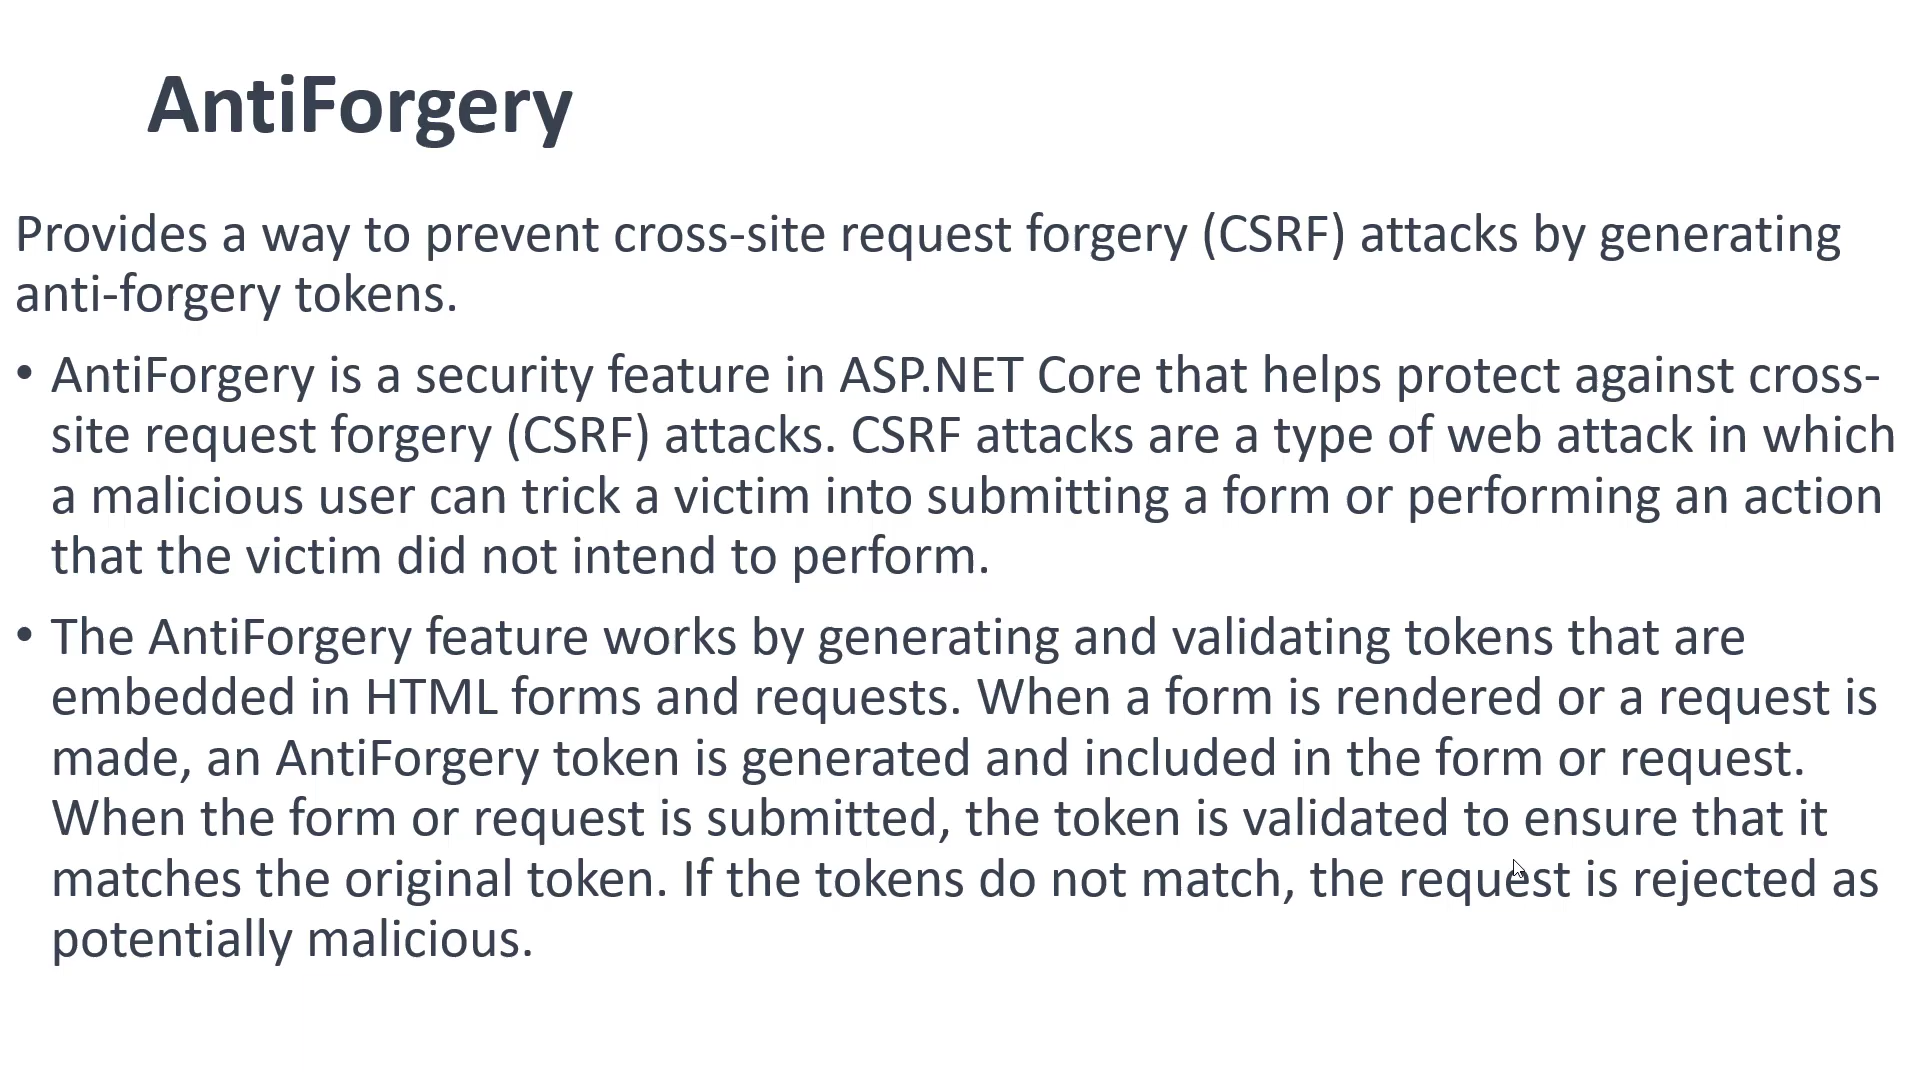 AntiForgery
Provides a way to prevent cross-site request forgery (CSRF) attacks by generating
anti-forgery tokens.
• AntiForgery is a security feature in ASP.NET Core that helps protect against cross-
site request forgery (CSRF) attacks. CSRF attacks are a type of web attack in which
a malicious user can trick a victim into submitting a form or performing an action
that the victim did not intend to perform.
• The AntiForgery feature works by generating and validating tokens that are
embedded in HTML forms and requests. When a form is rendered or a request is
made, an AntiForgery token is generated and included in the form or request.
When the form or request is submitted, the token is validated to ensure that it
matches the original token. If the tokens do not match, the request is rejected as
potentially malicious.